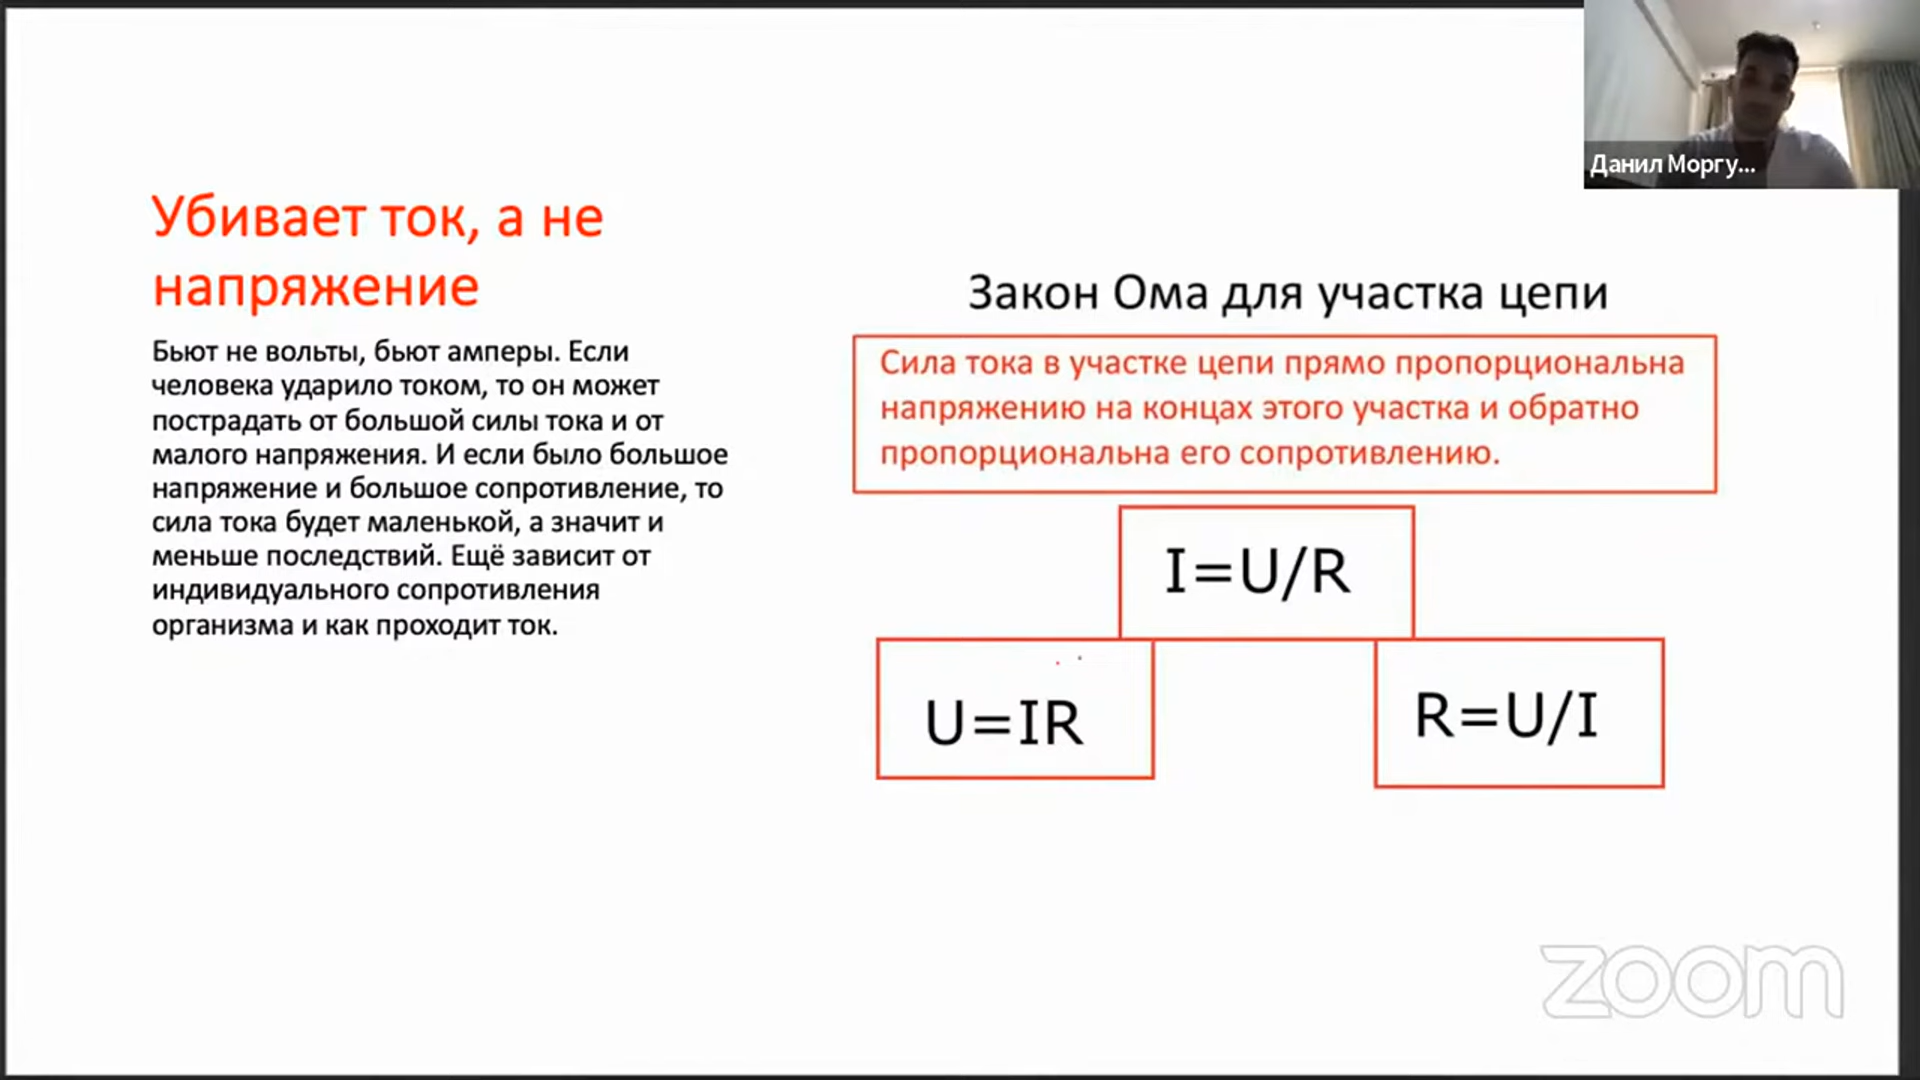 Данил Моргу...
Убивает ток, а не
напряжение
Бьют не вольты, бьют амперы. Если
человека ударило током, то он может
пострадать от большой силы тока и от
малого напряжения. И если было большое
напряжение и большое сопротивление, то
сила тока будет маленькой, а значит и
меньше последствий. Ещё зависит от
индивидуального сопротивления
организма и как проходит ток.
Закон Ома для участка цепи
Сила тока в участке цепи прямо пропорциональна
напряжению на концах этого участка и обратно
пропорциональна его сопротивлению.
I=U/R
U=IR
R=U/I
zoom